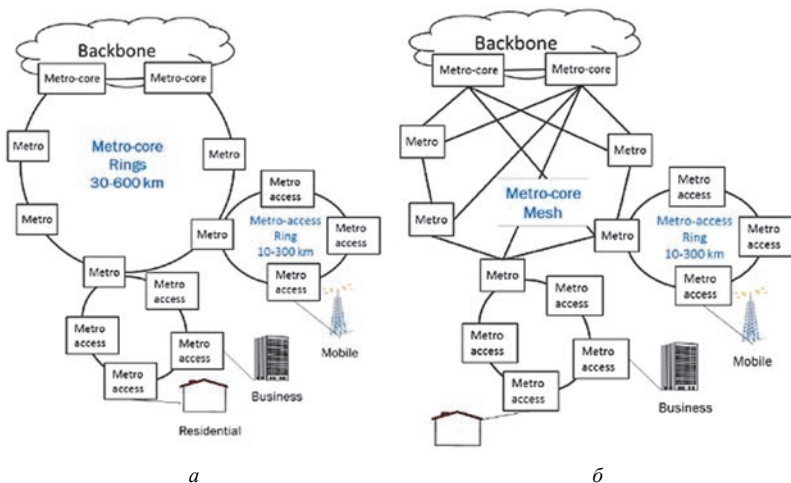 Backbone
Metro-core
Metro-core
Metro
Metro
Metro-core
Rings
30-600 km
Metro
Metro
access
Metro
Metro
access
Metro-access
Ring
10-300 km
Metro
access
Metro
Metro
access
Metro
access
Metro
access
Metro
access
Mobile
Metro
access
Business
Residential
а
Backbone
Metro-core
Metro-core
Metro
Metro
Metro
access
Metro-core
Mesh
Metro
Metro
Metro
access
Metro-access
Ring
10-300 km
Metro
access
Metro
Metro
access
Metro
access
Metro
access
Metro
access
Mobile
Metro
access
Business
б